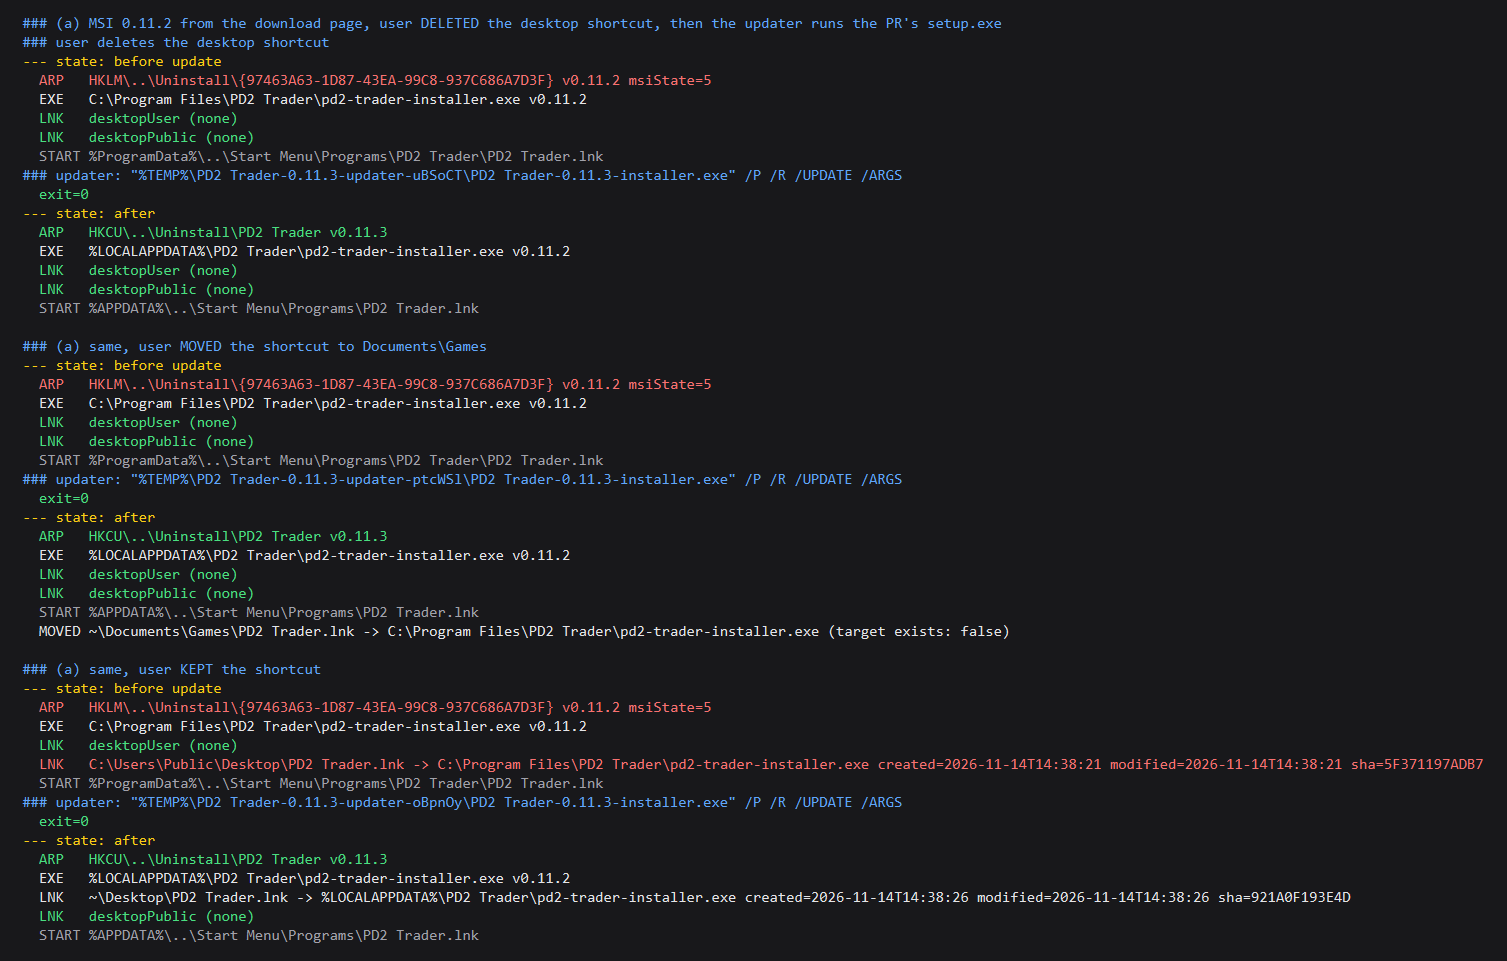 ### (a) MSI 0.11.2 from the download page, user DELETED the desktop shortcut, then the updater runs the PR's setup.exe
### user deletes the desktop shortcut
--- state: before update
  ARP   HKLM\..\Uninstall\{97463A63-1D87-43EA-99C8-937C686A7D3F} v0.11.2 msiState=5
  EXE   C:\Program Files\PD2 Trader\pd2-trader-installer.exe v0.11.2
  LNK   desktopUser (none)
  LNK   desktopPublic (none)
  START %ProgramData%\..\Start Menu\Programs\PD2 Trader\PD2 Trader.lnk
### updater: "%TEMP%\PD2 Trader-0.11.3-updater-uBSoCT\PD2 Trader-0.11.3-installer.exe" /P /R /UPDATE /ARGS
  exit=0
--- state: after
  ARP   HKCU\..\Uninstall\PD2 Trader v0.11.3
  EXE   %LOCALAPPDATA%\PD2 Trader\pd2-trader-installer.exe v0.11.2
  LNK   desktopUser (none)
  LNK   desktopPublic (none)
  START %APPDATA%\..\Start Menu\Programs\PD2 Trader.lnk

### (a) same, user MOVED the shortcut to Documents\Games
--- state: before update
  ARP   HKLM\..\Uninstall\{97463A63-1D87-43EA-99C8-937C686A7D3F} v0.11.2 msiState=5
  EXE   C:\Program Files\PD2 Trader\pd2-trader-installer.exe v0.11.2
  LNK   desktopUser (none)
  LNK   desktopPublic (none)
  START %ProgramData%\..\Start Menu\Programs\PD2 Trader\PD2 Trader.lnk
### updater: "%TEMP%\PD2 Trader-0.11.3-updater-ptcWSl\PD2 Trader-0.11.3-installer.exe" /P /R /UPDATE /ARGS
  exit=0
--- state: after
  ARP   HKCU\..\Uninstall\PD2 Trader v0.11.3
  EXE   %LOCALAPPDATA%\PD2 Trader\pd2-trader-installer.exe v0.11.2
  LNK   desktopUser (none)
  LNK   desktopPublic (none)
  START %APPDATA%\..\Start Menu\Programs\PD2 Trader.lnk
  MOVED ~\Documents\Games\PD2 Trader.lnk -> C:\Program Files\PD2 Trader\pd2-trader-installer.exe (target exists: false)

### (a) same, user KEPT the shortcut
--- state: before update
  ARP   HKLM\..\Uninstall\{97463A63-1D87-43EA-99C8-937C686A7D3F} v0.11.2 msiState=5
  EXE   C:\Program Files\PD2 Trader\pd2-trader-installer.exe v0.11.2
  LNK   desktopUser (none)
  LNK   C:\Users\Public\Desktop\PD2 Trader.lnk -> C:\Program Files\PD2 Trader\pd2-trader-installer.exe created=2026-11-14T14:38:21 modified=2026-11-14T14:38:21 sha=5F371197ADB7
  START %ProgramData%\..\Start Menu\Programs\PD2 Trader\PD2 Trader.lnk
### updater: "%TEMP%\PD2 Trader-0.11.3-updater-oBpnOy\PD2 Trader-0.11.3-installer.exe" /P /R /UPDATE /ARGS
  exit=0
--- state: after
  ARP   HKCU\..\Uninstall\PD2 Trader v0.11.3
  EXE   %LOCALAPPDATA%\PD2 Trader\pd2-trader-installer.exe v0.11.2
  LNK   ~\Desktop\PD2 Trader.lnk -> %LOCALAPPDATA%\PD2 Trader\pd2-trader-installer.exe created=2026-11-14T14:38:26 modified=2026-11-14T14:38:26 sha=921A0F193E4D
  LNK   desktopPublic (none)
  START %APPDATA%\..\Start Menu\Programs\PD2 Trader.lnk